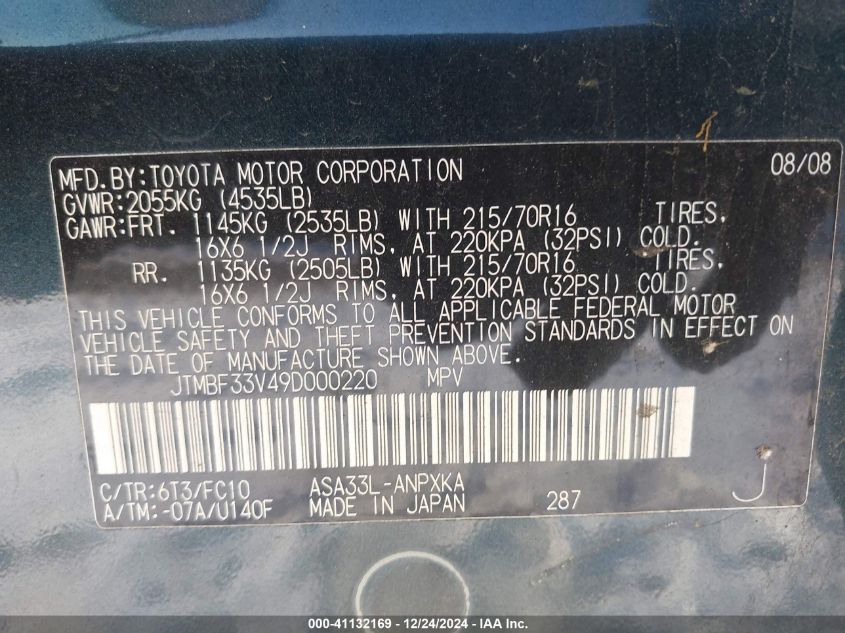 MFD.BY:TOYOTA MOTOR CORPORATION 08/08
GVWR:2055KG (4535LB)
GAWR:FRT. 1145KG (2535LB) WITH 215/70R16 TIRES,
16X6 1/2J RIMS, AT 220KPA (32PSI) COLD.
RR. 1135KG (2505LB) WITH 215/70R16 TIRES,
16X6 1/2J RIMS, AT 220KPA (32PSI) COLD.
THIS VEHICLE CONFORMS TO ALL APPLICABLE FEDERAL MOTOR
VEHICLE SAFETY AND THEFT PREVENTION STANDARDS IN EFFECT ON
THE DATE OF MANUFACTURE SHOWN ABOVE.
JTMBF33V49D000220 MPV
C/TR:6T3/FC10 ASA33L-ANPXKA
A/TM:-07A/U140F MADE IN JAPAN 287 J
000-41132169 - 12/24/2024 - IAA Inc.